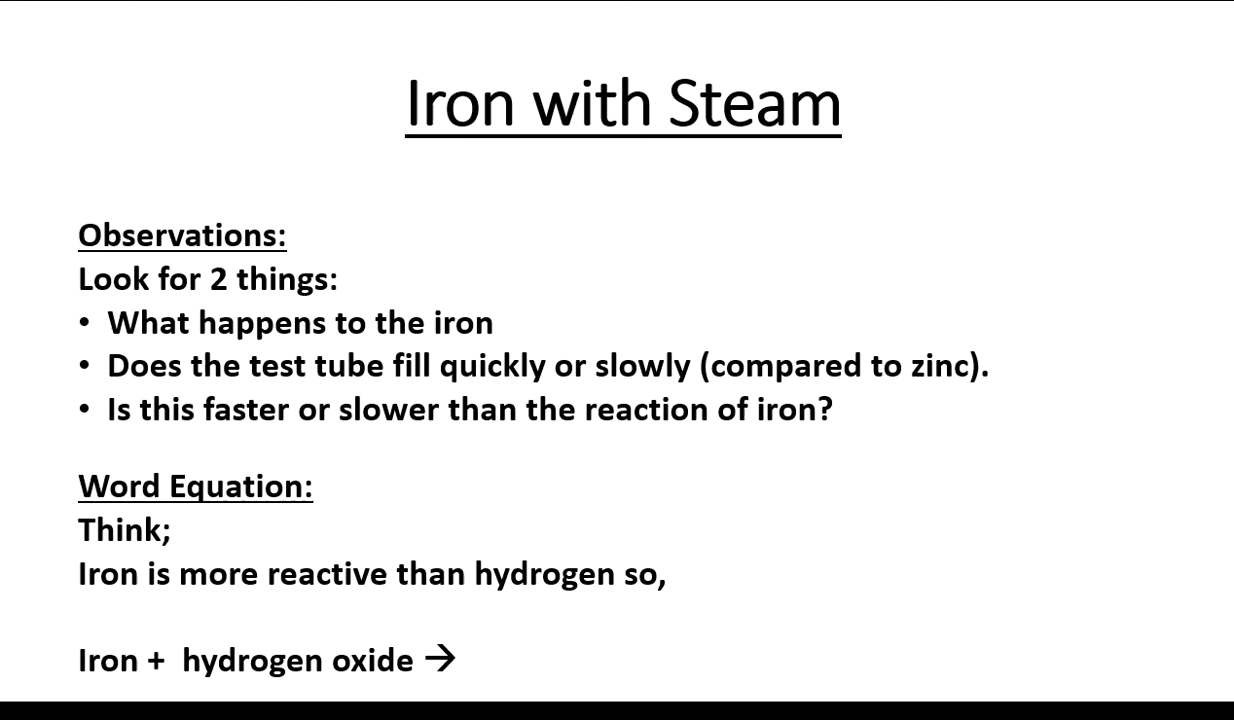 Iron with Steam
Observations:
Look for 2 things:
• What happens to the iron
• Does the test tube fill quickly or slowly (compared to zinc).
• Is this faster or slower than the reaction of iron?
Word Equation:
Think;
Iron is more reactive than hydrogen so,
Iron +  hydrogen oxide →